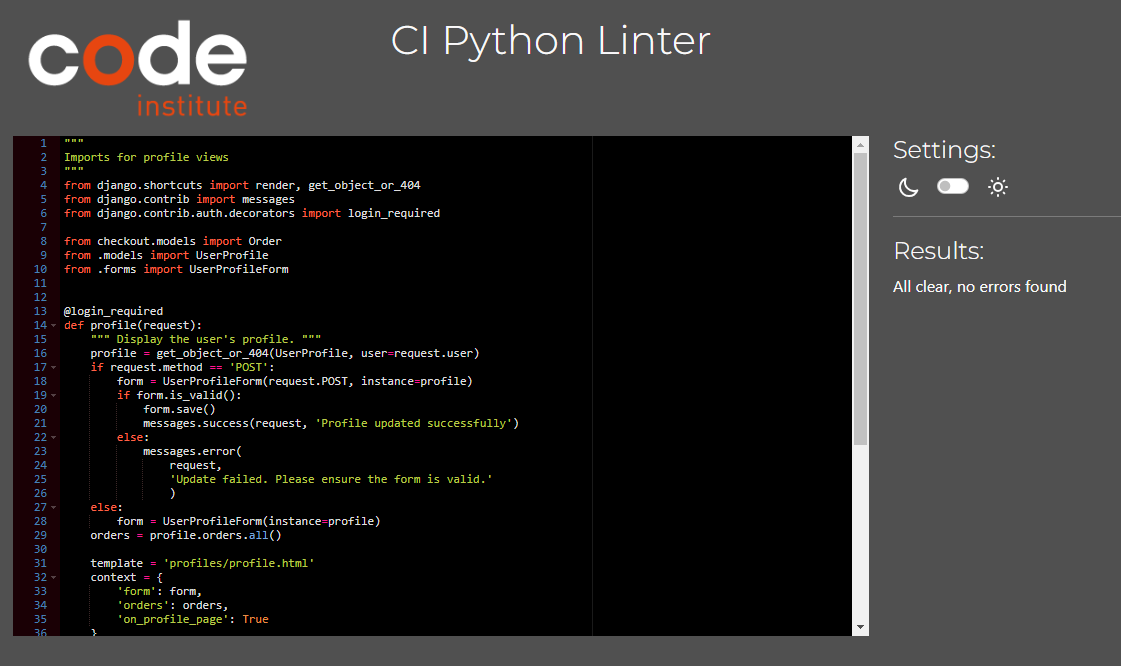 code
institute
CI Python Linter
1 """
2 Imports for profile views
3 """
4 from django.shortcuts import render, get_object_or_404
5 from django.contrib import messages
6 from django.contrib.auth.decorators import login_required
7
8 from checkout.models import Order
9 from .models import UserProfile
10 from .forms import UserProfileForm
11
12
13 @login_required
14 def profile(request):
15     """ Display the user's profile. """
16     profile = get_object_or_404(UserProfile, user=request.user)
17     if request.method == 'POST':
18         form = UserProfileForm(request.POST, instance=profile)
19         if form.is_valid():
20             form.save()
21             messages.success(request, 'Profile updated successfully')
22         else:
23             messages.error(
24                 request,
25                 'Update failed. Please ensure the form is valid.'
26                 )
27     else:
28         form = UserProfileForm(instance=profile)
29     orders = profile.orders.all()
30
31     template = 'profiles/profile.html'
32     context = {
33         'form': form,
34         'orders': orders,
35         'on_profile_page': True
36     }
Settings:
Results:
All clear, no errors found